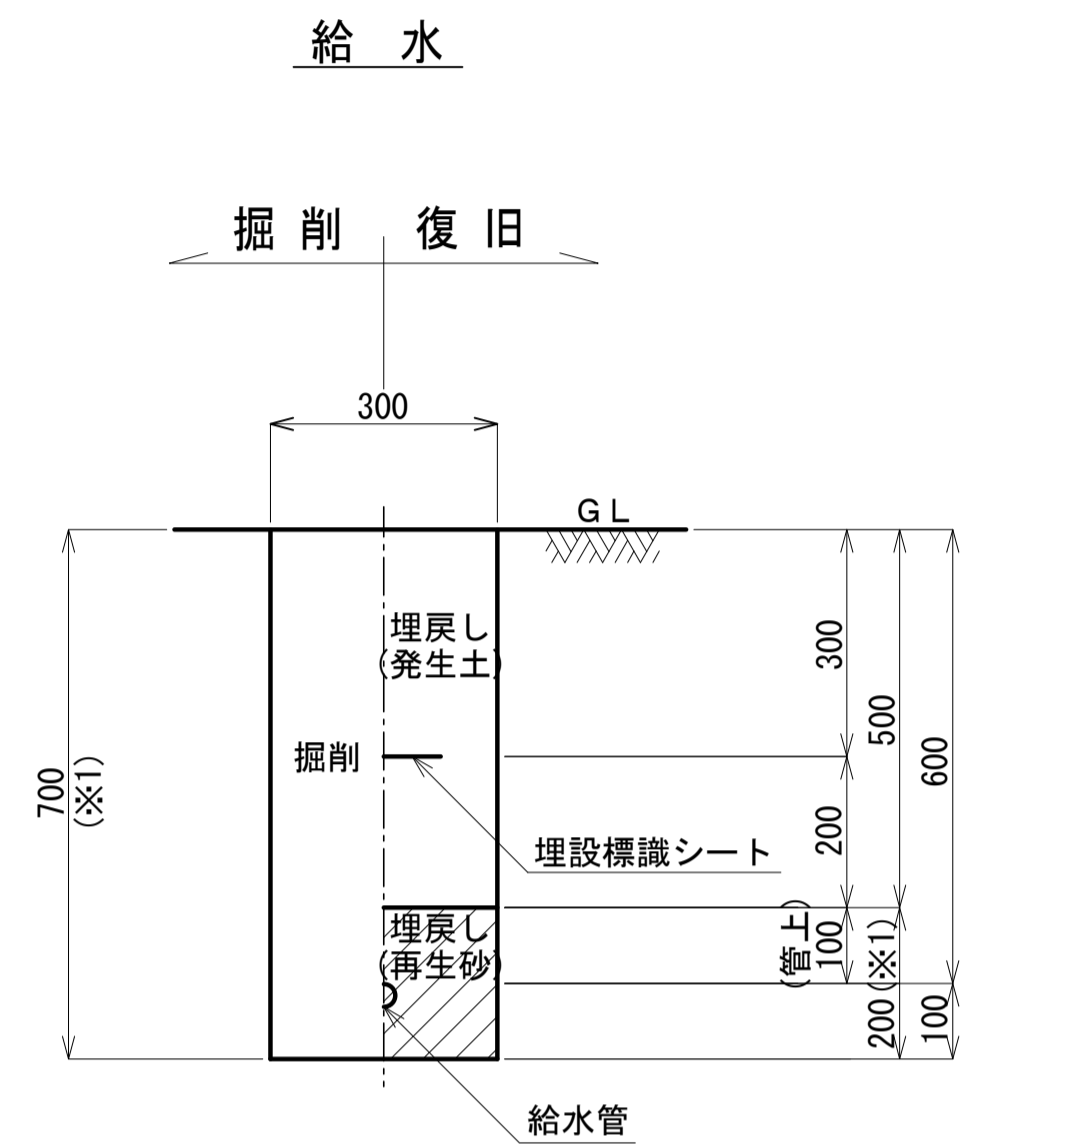 給 水
掘 削 復 旧
300
GL
埋戻し
(発生土)
掘削
埋設標識シート
埋戻し
(再生砂)
給水管
700
(※1)
300
200
(管上)
100
500
200(※1)
600
100